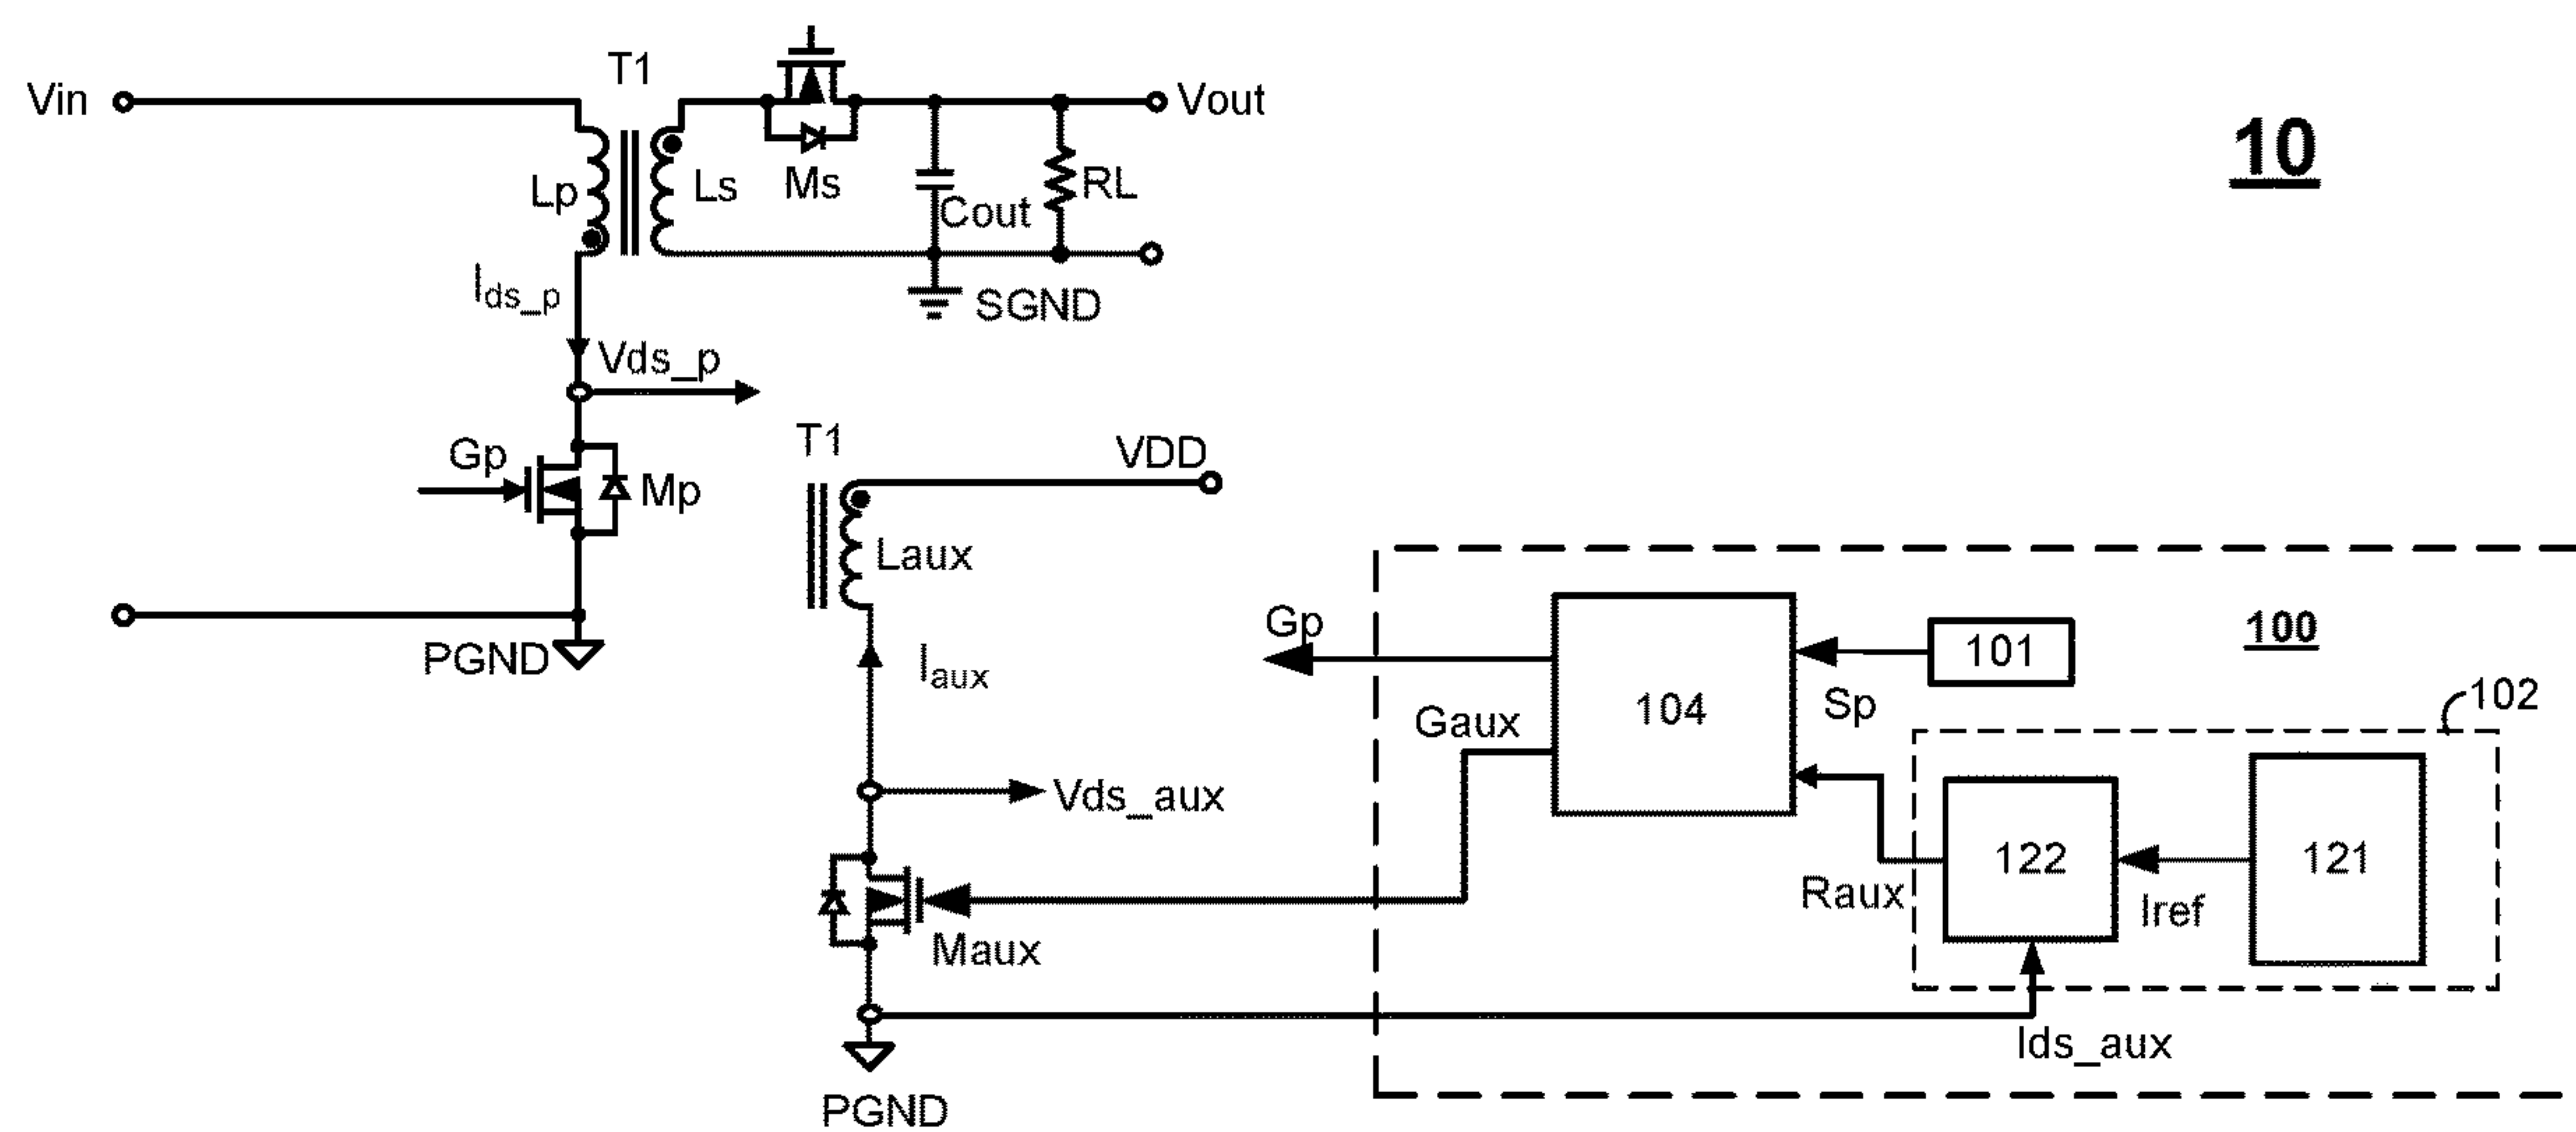 T1
Vin
Vout
10
Lp
Ls
Ms
Cout
RL
Ids_p
SGND
Vds_p
T1
VDD
Gp
Mp
Laux
PGND
Iaux
Gp
101
100
Sp
102
104
Gaux
Vds_aux
122
121
Raux
Iref
Maux
Ids_aux
PGND